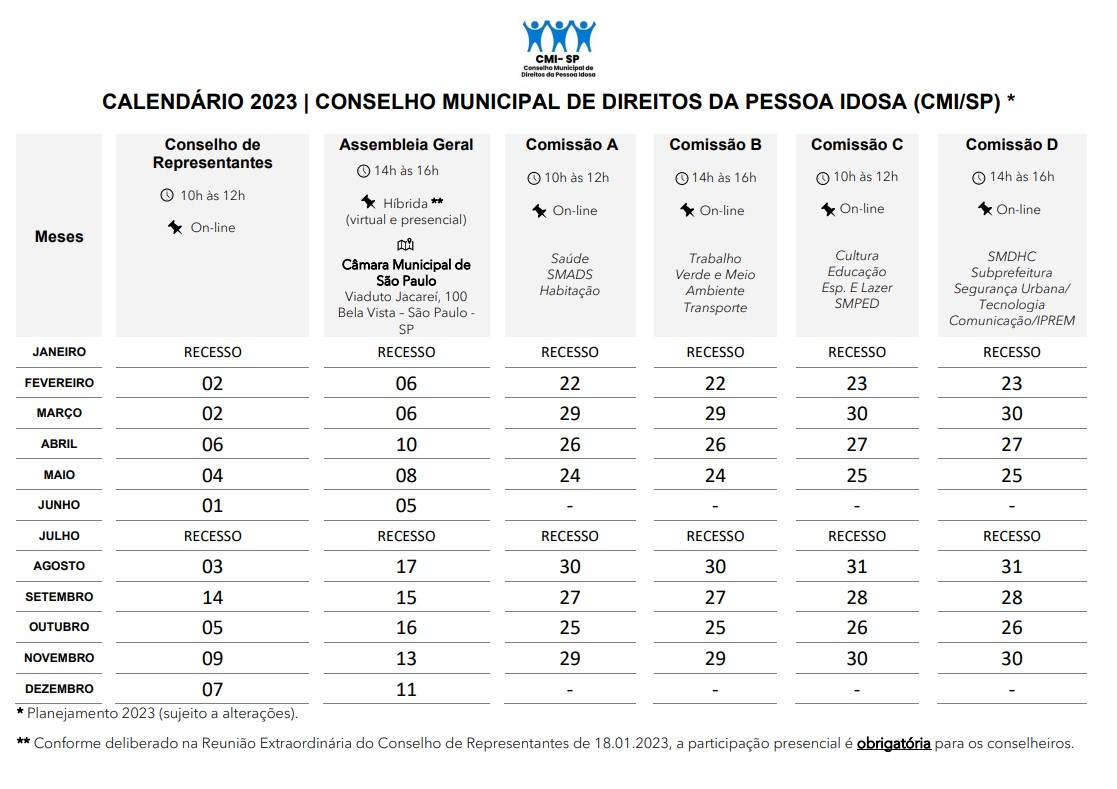 CMI- SP
Conselho Municipal de
Direitos da Pessoa Idosa
CALENDÁRIO 2023 | CONSELHO MUNICIPAL DE DIREITOS DA PESSOA IDOSA (CMI/SP) *
Meses
Conselho de
Representantes
10h às 12h
On-line
Assembleia Geral
14h às 16h
Híbrida **
(virtual e presencial)
Câmara Municipal de
São Paulo
Viaduto Jacareí, 100
Bela Vista – São Paulo -
SP
Comissão A
10h às 12h
On-line
Saúde
SMADS
Habitação
Comissão B
14h às 16h
On-line
Trabalho
Verde e Meio
Ambiente
Transporte
Comissão C
10h às 12h
On-line
Cultura
Educação
Esp. E Lazer
SMPED
Comissão D
14h às 16h
On-line
SMDHC
Subprefeitura
Segurança Urbana/
Tecnologia
Comunicação/IPREM
JANEIRO RECESSO RECESSO RECESSO RECESSO RECESSO RECESSO
FEVEREIRO 02 06 22 22 23 23
MARÇO 02 06 29 29 30 30
ABRIL 06 10 26 26 27 27
MAIO 04 08 24 24 25 25
JUNHO 01 05 - - - -
JULHO RECESSO RECESSO RECESSO RECESSO RECESSO RECESSO
AGOSTO 03 17 30 30 31 31
SETEMBRO 14 15 27 27 28 28
OUTUBRO 05 16 25 25 26 26
NOVEMBRO 09 13 29 29 30 30
DEZEMBRO 07 11 - - - -
* Planejamento 2023 (sujeito a alterações).
** Conforme deliberado na Reunião Extraordinária do Conselho de Representantes de 18.01.2023, a participação presencial é obrigatória para os conselheiros.